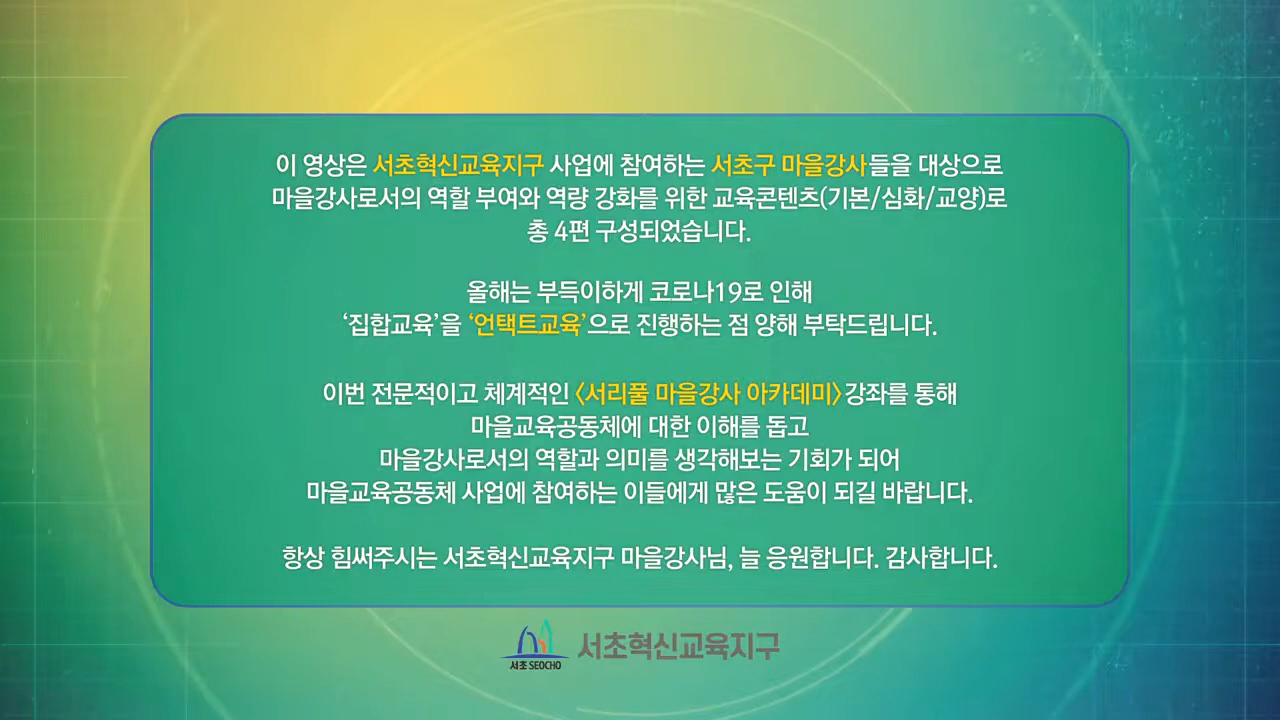 이 영상은 서초혁신교육지구 사업에 참여하는 서초구 마을강사들을 대상으로
마을강사로서의 역할 부여와 역량 강화를 위한 교육콘텐츠(기본/심화/교양)로
총 4편 구성되었습니다.
올해는 부득이하게 코로나19로 인해
‘집합교육’을 ‘언택트교육’으로 진행하는 점 양해 부탁드립니다.
이번 전문적이고 체계적인 〈서리풀 마을강사 아카데미〉강좌를 통해
마을교육공동체에 대한 이해를 돕고
마을강사로서의 역할과 의미를 생각해보는 기회가 되어
마을교육공동체 사업에 참여하는 이들에게 많은 도움이 되길 바랍니다.
항상 힘써주시는 서초혁신교육지구 마을강사님, 늘 응원합니다. 감사합니다.
서초 SEOCHO 서초혁신교육지구